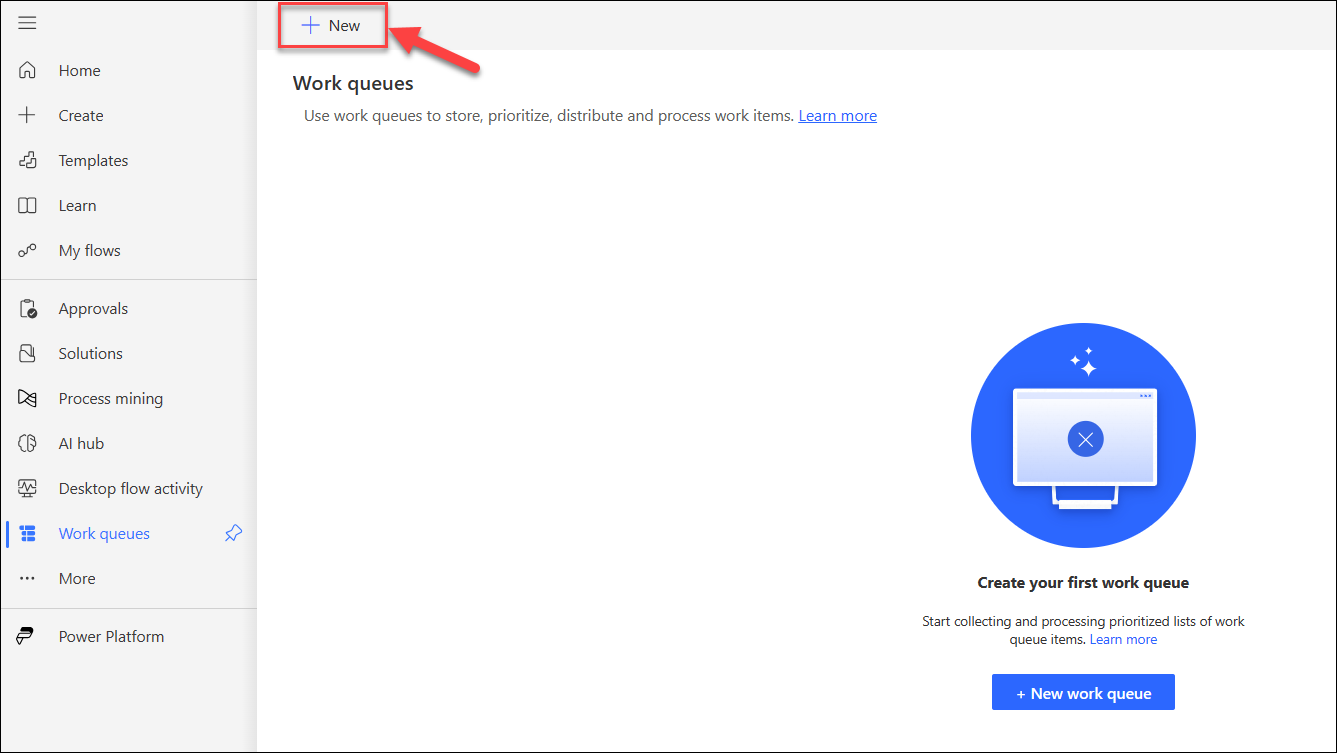 New
Home
Create
Templates
Learn
My flows
Approvals
Solutions
Process mining
AI hub
Desktop flow activity
Work queues
More
Power Platform
Work queues
Use work queues to store, prioritize, distribute and process work items. Learn more
Create your first work queue
Start collecting and processing prioritized lists of work
queue items. Learn more
+ New work queue